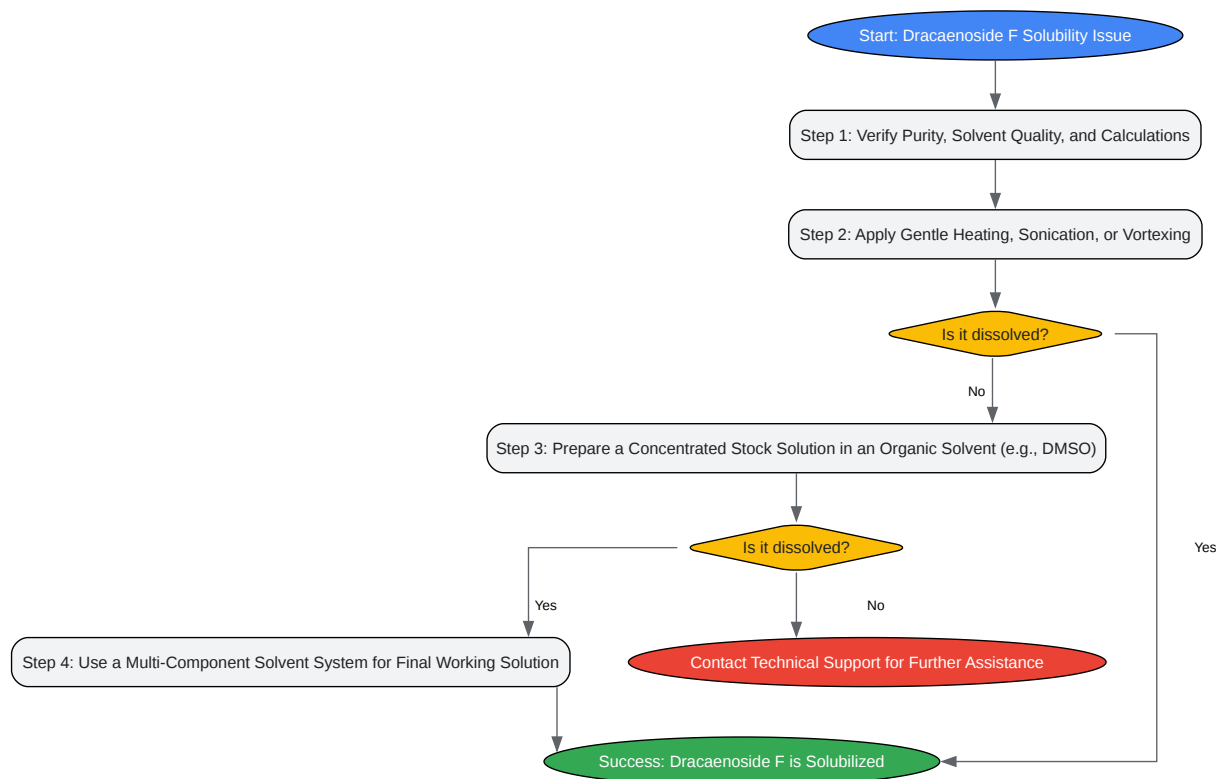 Start: Dracaenoside F Solubility Issue
Step 1: Verify Purity, Solvent Quality, and Calculations
Step 2: Apply Gentle Heating, Sonication, or Vortexing
Is it dissolved?
No
Step 3: Prepare a Concentrated Stock Solution in an Organic Solvent (e.g., DMSO)
Is it dissolved?
Yes
Yes
No
Step 4: Use a Multi-Component Solvent System for Final Working Solution
Contact Technical Support for Further Assistance
Success: Dracaenoside F is Solubilized